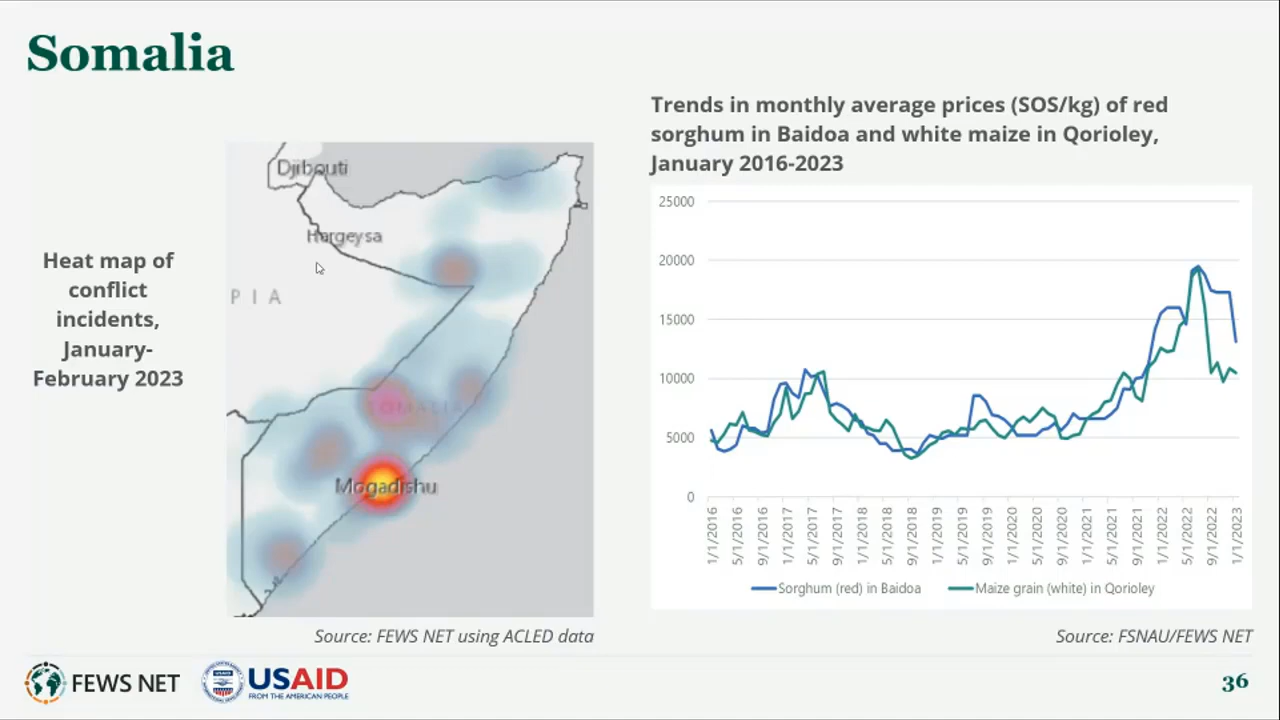 Somalia
Heat map of
conflict
incidents,
January-
February 2023
Djibouti
Hargeysa
P I A
SOMALIA
Mogadishu
Source: FEWS NET using ACLED data
Trends in monthly average prices (SOS/kg) of red
sorghum in Baidoa and white maize in Qorioley,
January 2016-2023
25000
20000
15000
10000
5000
0
1/1/2016
5/1/2016
9/1/2016
1/1/2017
5/1/2017
9/1/2017
1/1/2018
5/1/2018
9/1/2018
1/1/2019
5/1/2019
9/1/2019
1/1/2020
5/1/2020
9/1/2020
1/1/2021
5/1/2021
9/1/2021
1/1/2022
5/1/2022
9/1/2022
1/1/2023
Sorghum (red) in Baidoa
Maize grain (white) in Qorioley
Source: FSNAU/FEWS NET
FEWS NET
USAID
USAID
FROM THE AMERICAN PEOPLE
36